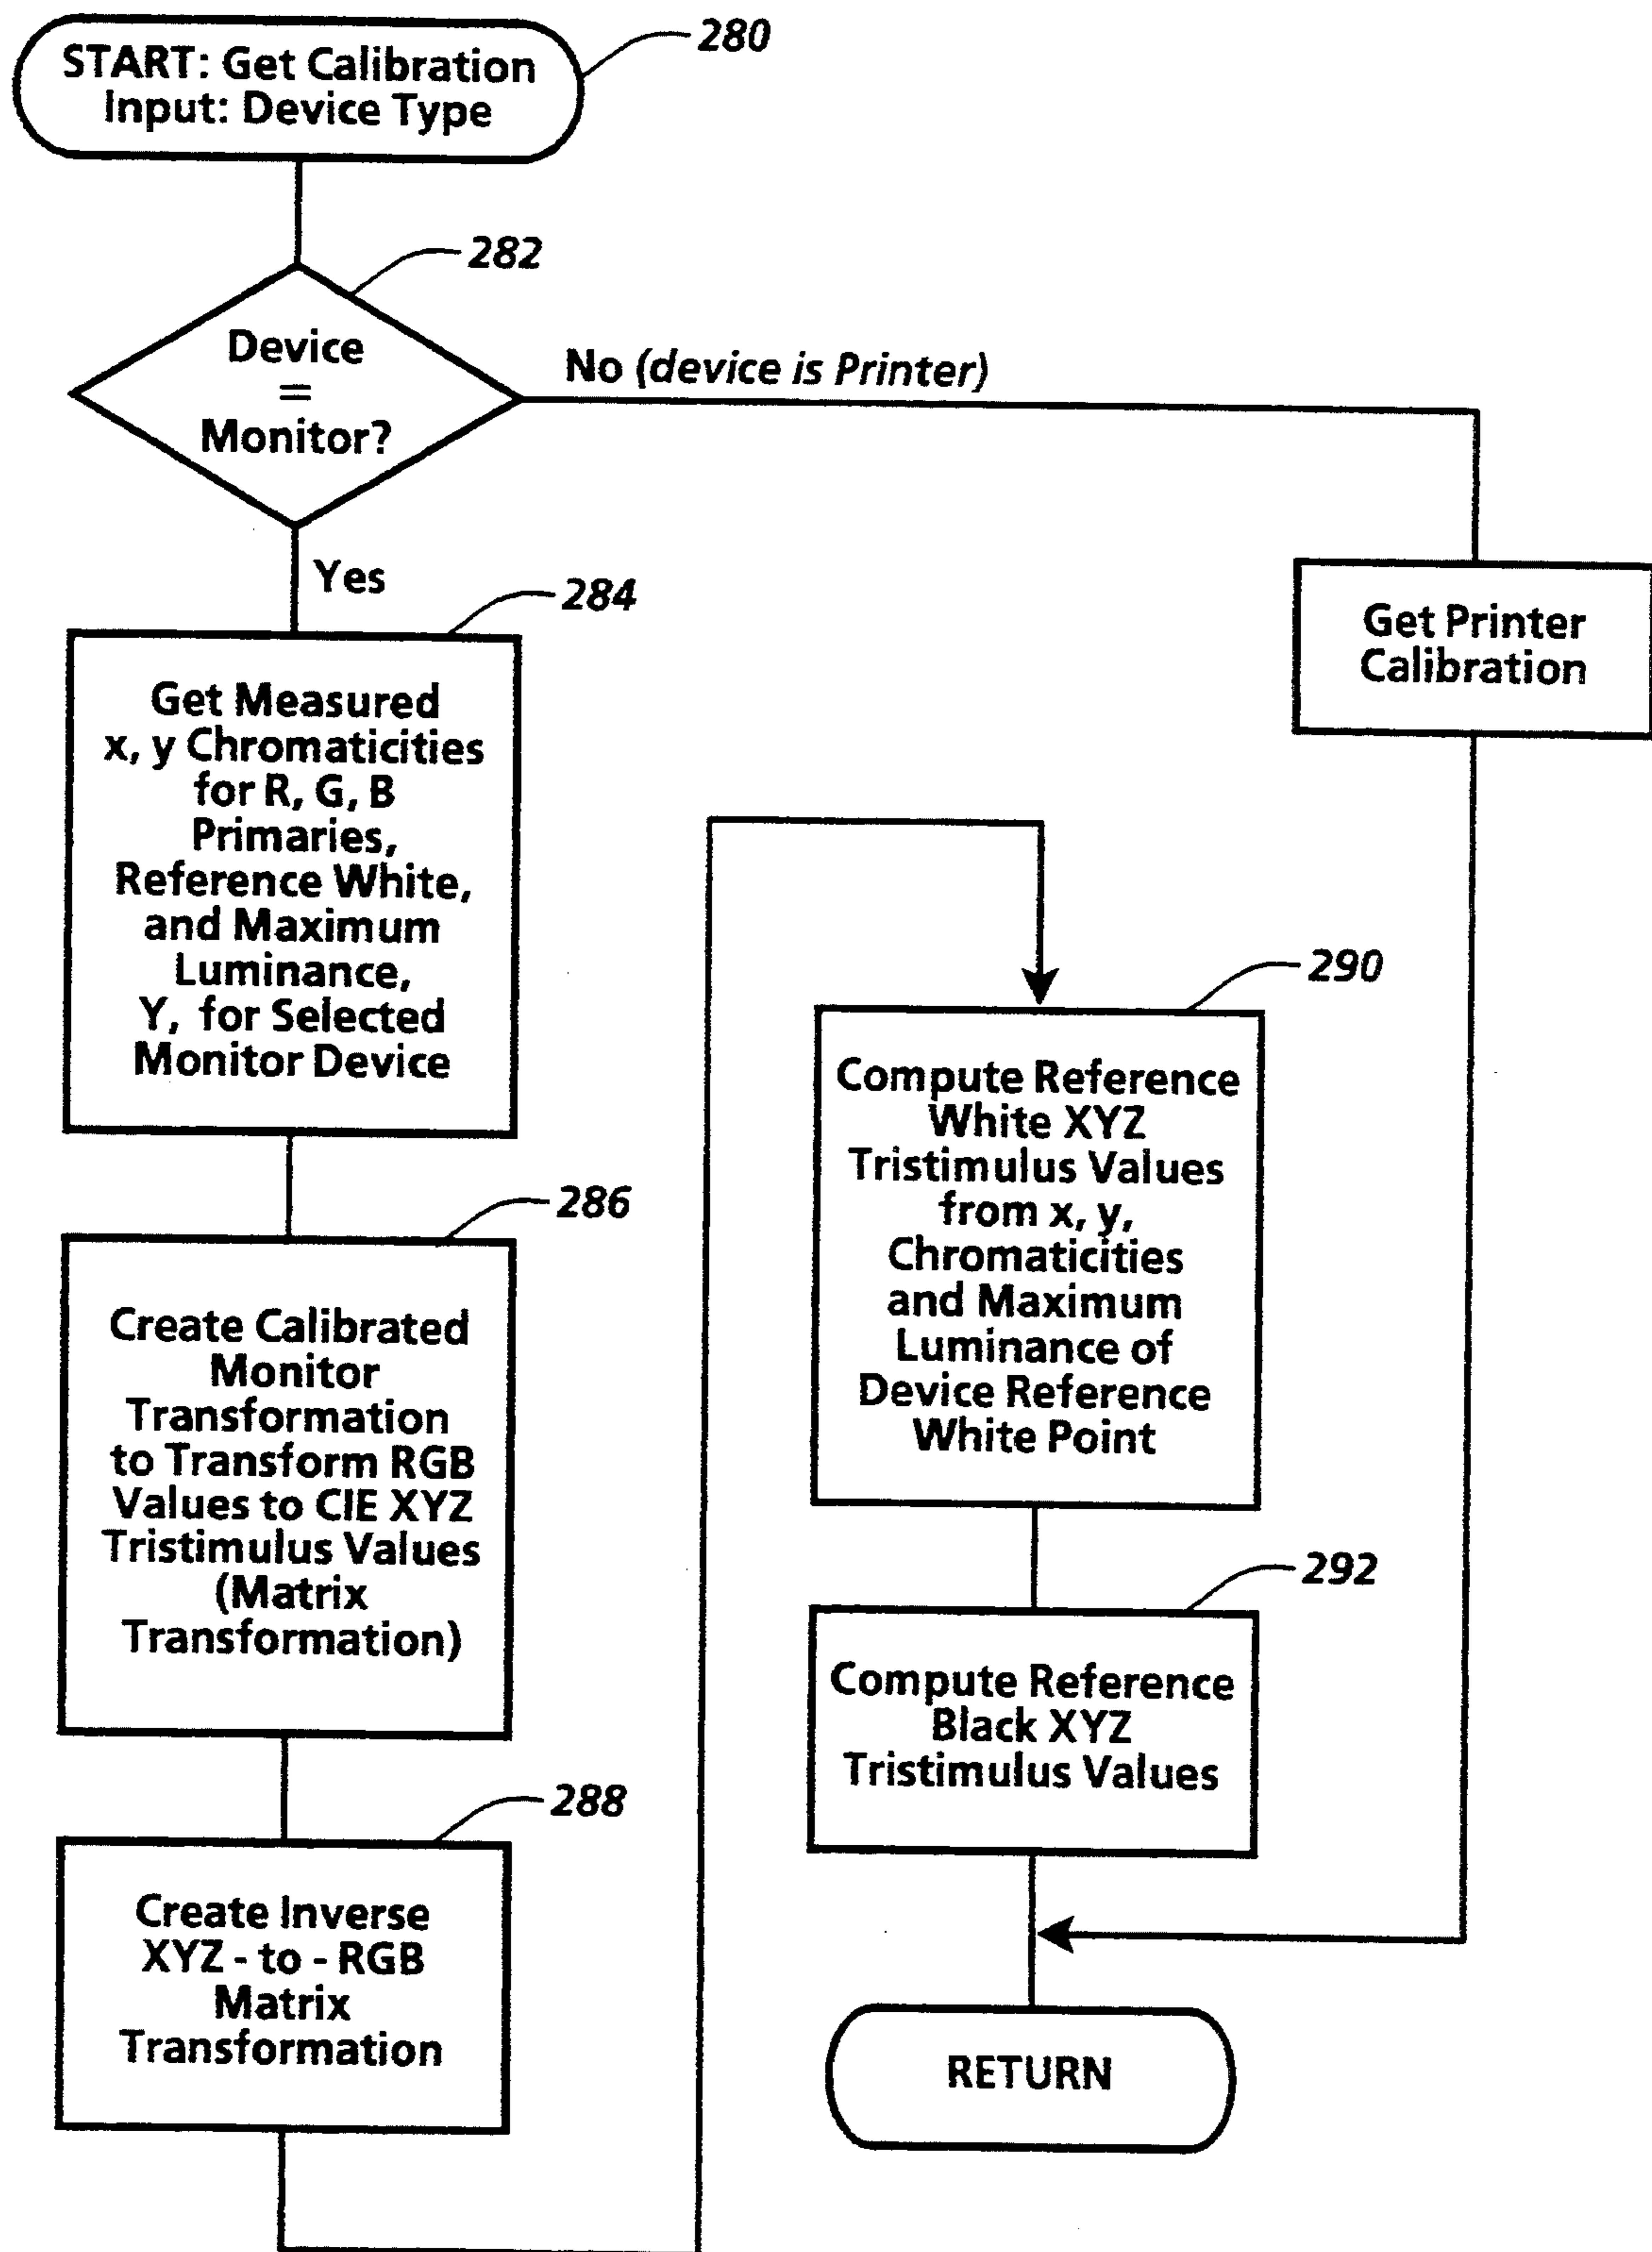 280
START: Get Calibration
Input: Device Type
282
Device
=
Monitor?
No (device is Printer)
Yes
Get Printer
Calibration
284
Get Measured
x, y Chromaticities
for R, G, B
Primaries,
Reference White,
and Maximum
Luminance,
Y, for Selected
Monitor Device
286
Create Calibrated
Monitor
Transformation
to Transform RGB
Values to CIE XYZ
Tristimulus Values
(Matrix
Transformation)
288
Create Inverse
XYZ - to - RGB
Matrix
Transformation
290
Compute Reference
White XYZ
Tristimulus Values
from x, y,
Chromaticities
and Maximum
Luminance of
Device Reference
White Point
292
Compute Reference
Black XYZ
Tristimulus Values
RETURN